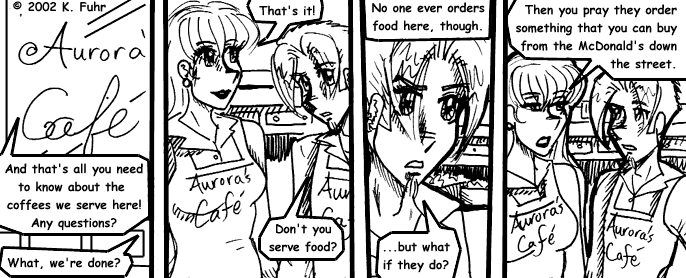 © 2002 K. Fuhr
@Aurora
Café
And that's all you need
to know about the
coffees we serve here!
Any questions?
What, we're done?
That's it!
Aurora's
Café
Au
Ca
Don't you
serve food?
No one ever orders
food here, though.
...but what
if they do?
Then you pray they order
something that you can buy
from the McDonald's down
the street.
Aurora's
Café
Aurora's
Café